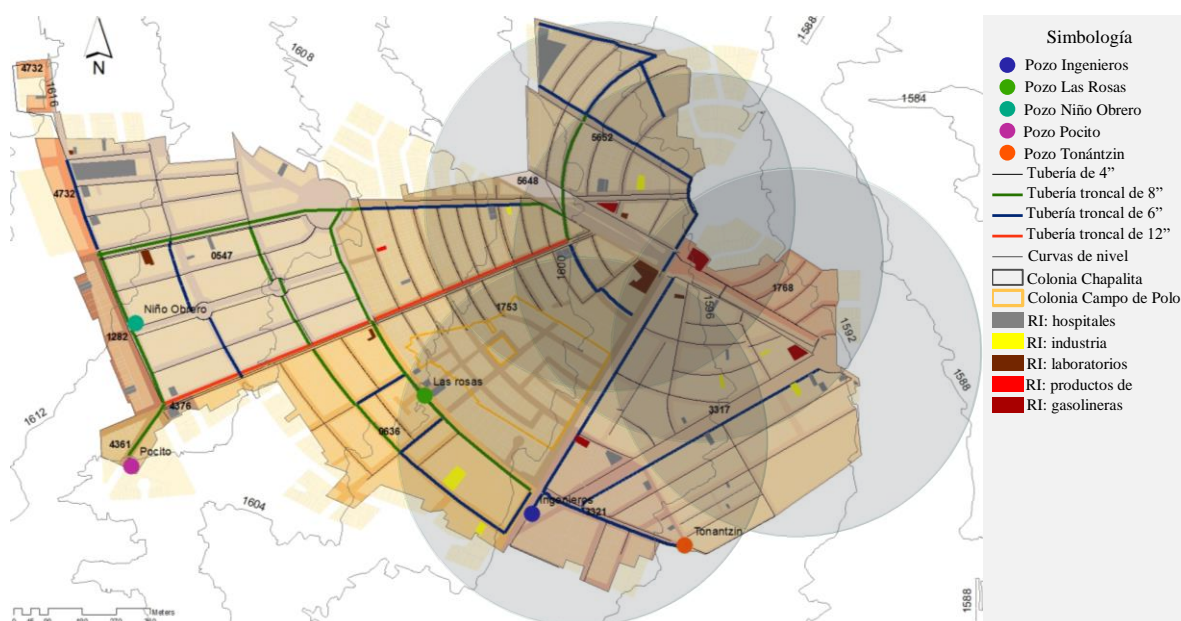 N
4732
1616
1608
1588
1584
4732
5652
5648
0547
1800
1768
1596
1592
Niño Obrero
1282
1753
1588
1612
4376
Las rosas
0636
3317
4361
Pocito
1604
Ingenieros
Tonantzin
Meters
1588
Simbología
Pozo Ingenieros
Pozo Las Rosas
Pozo Niño Obrero
Pozo Pocito
Pozo Tonántzin
Tubería de 4”
Tubería troncal de 8”
Tubería troncal de 6”
Tubería troncal de 12”
Curvas de nivel
Colonia Chapalita
Colonia Campo de Polo
RI: hospitales
RI: industria
RI: laboratorios
RI: productos de
RI: gasolineras